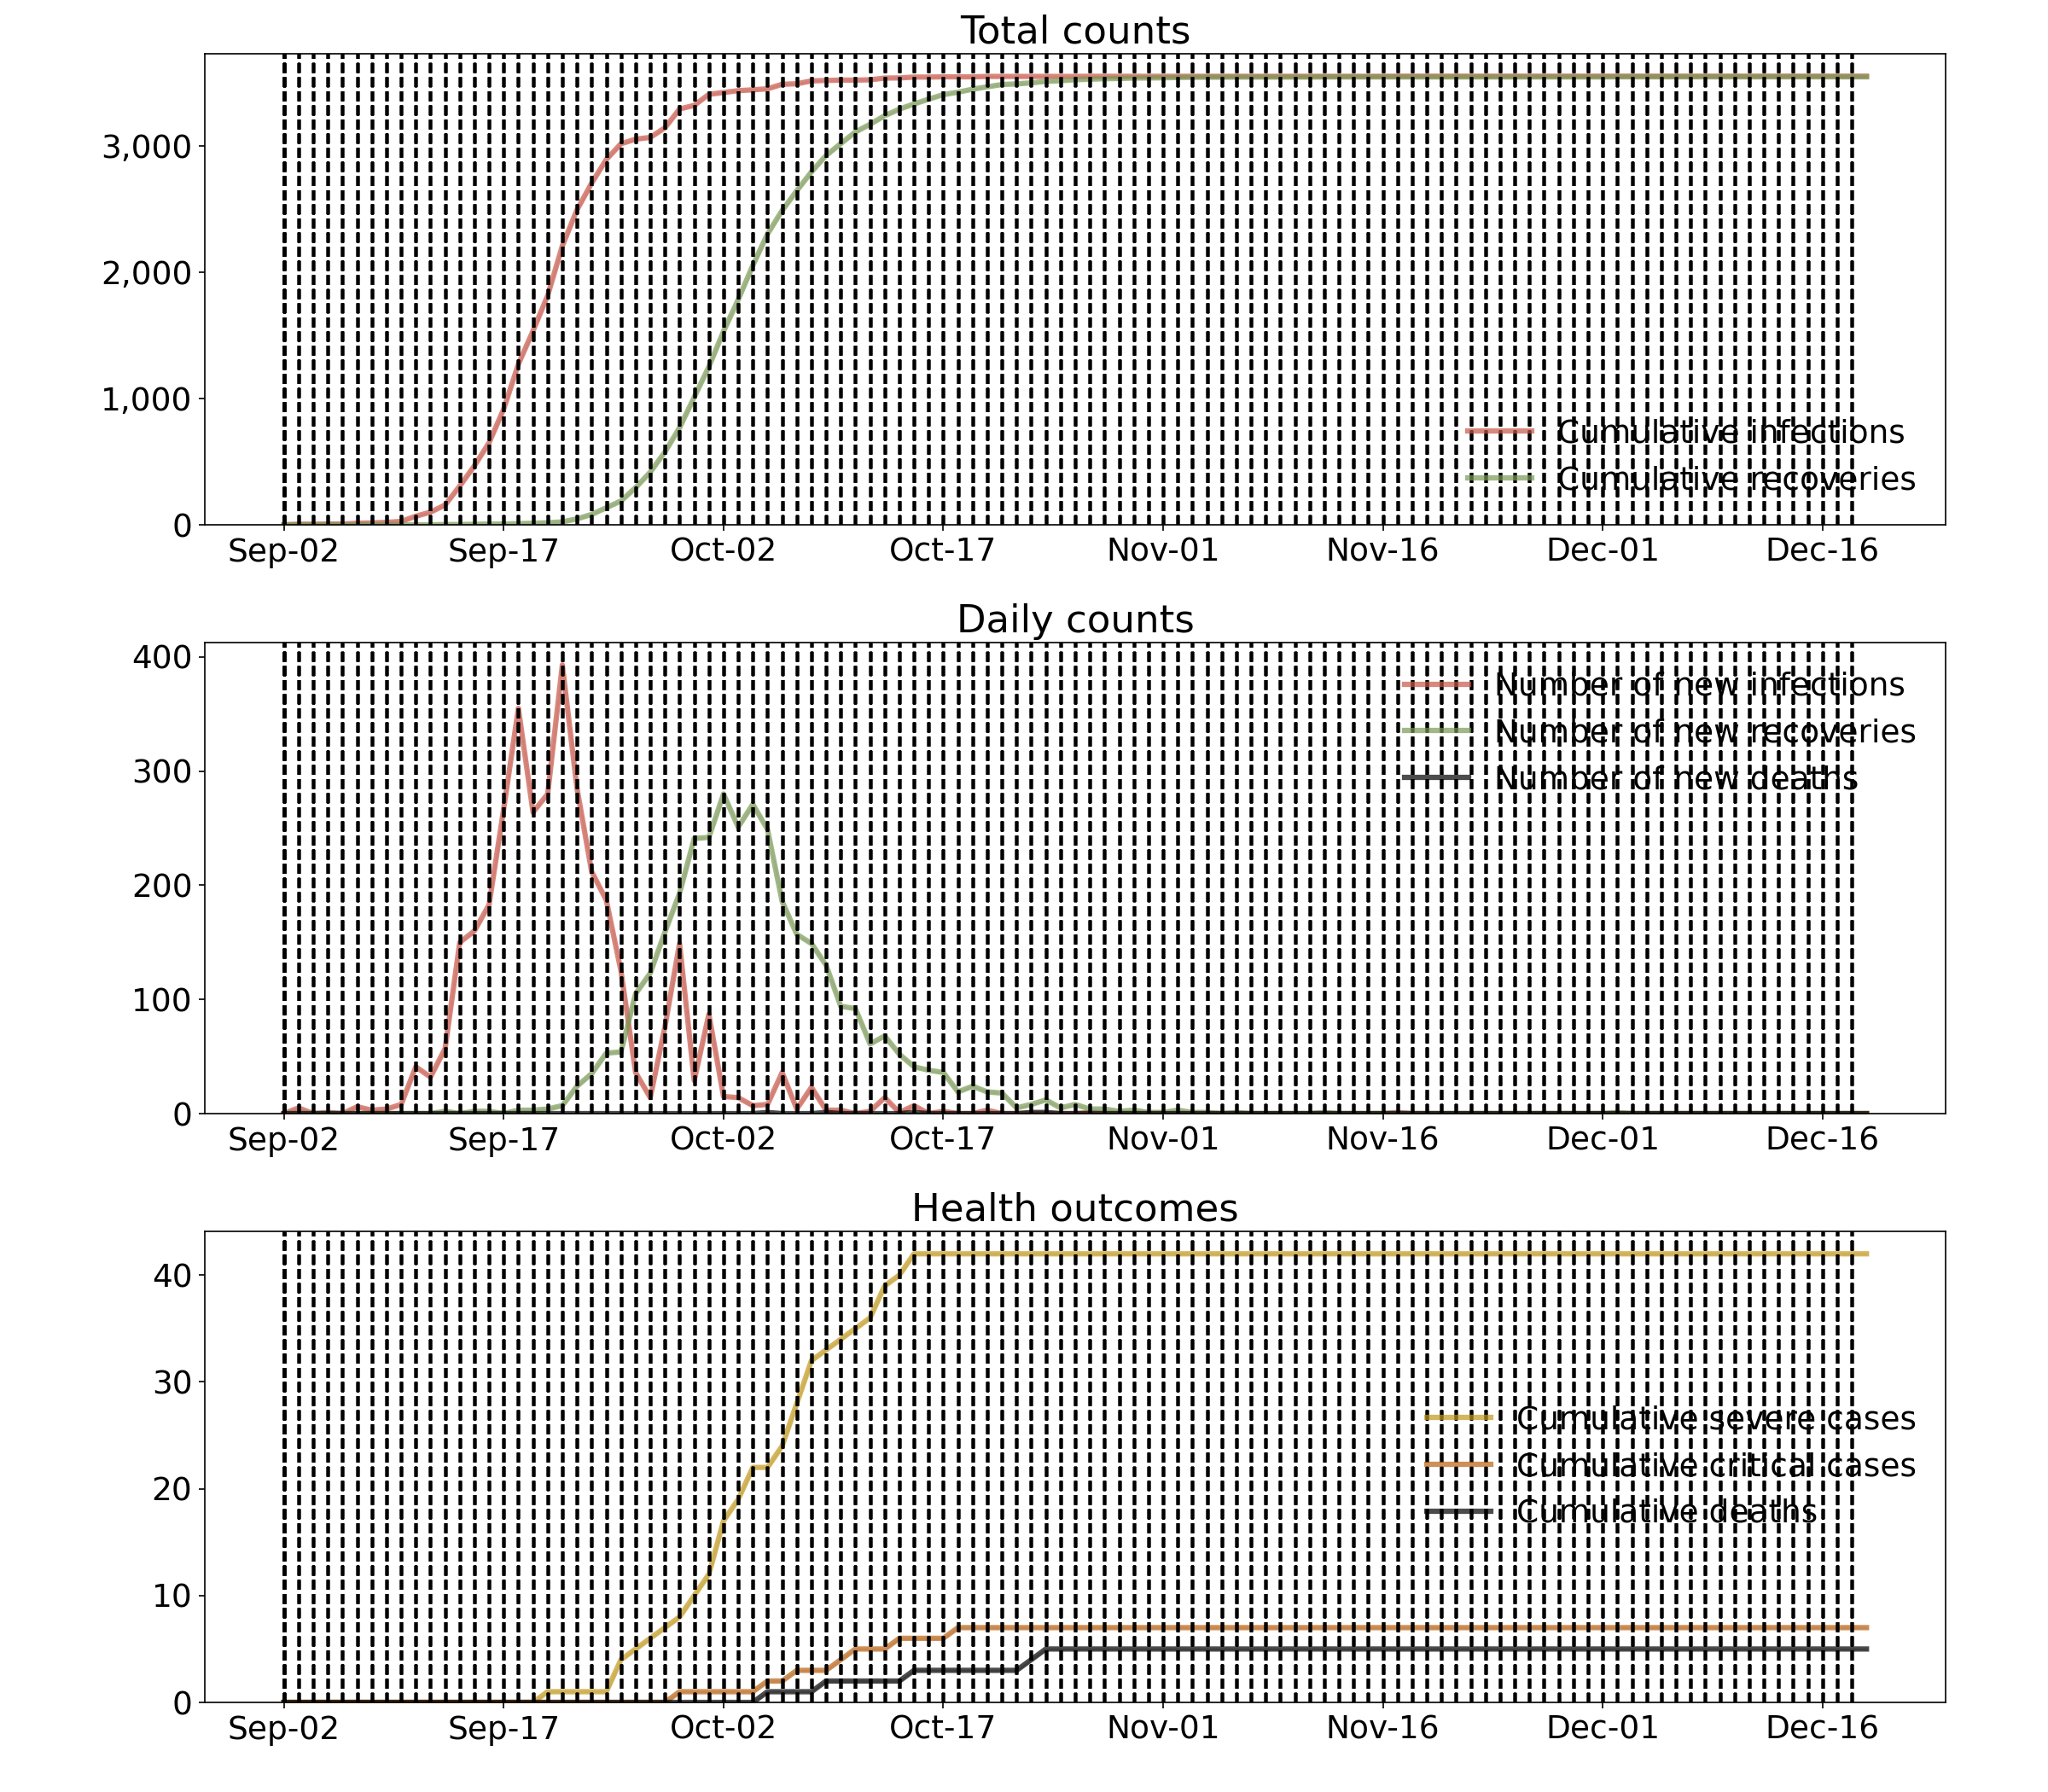 Total counts
3,000
2,000
1,000
0
Cumulative infections
Cumulative recoveries
Sep-02 Sep-17 Oct-02 Oct-17 Nov-01 Nov-16 Dec-01 Dec-16
Daily counts
400
300
200
100
0
Number of new infections
Number of new recoveries
Number of new deaths
Sep-02 Sep-17 Oct-02 Oct-17 Nov-01 Nov-16 Dec-01 Dec-16
Health outcomes
40
30
20
10
0
Cumulative severe cases
Cumulative critical cases
Cumulative deaths
Sep-02 Sep-17 Oct-02 Oct-17 Nov-01 Nov-16 Dec-01 Dec-16